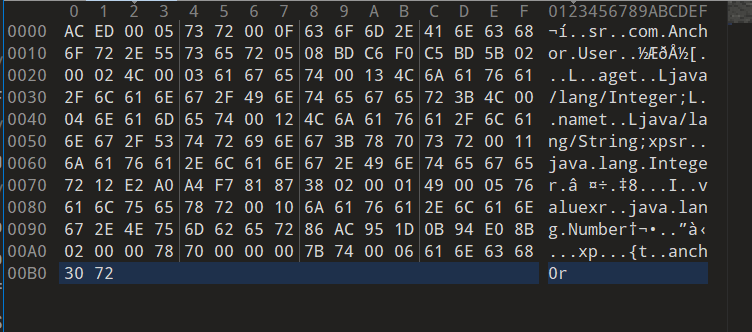 0 1 2 3 4 5 6 7 8 9 A B C D E F 0123456789ABCDEF
0000 AC ED 00 05 73 72 00 0F 63 6F 6D 2E 41 6E 63 68 ¬í..sr..com.Anch
0010 6F 72 2E 55 73 65 72 05 08 BD C6 F0 C5 BD 5B 02 or.User..½ÆðÅ½[.
0020 00 02 4C 00 03 61 67 65 74 00 13 4C 6A 61 76 61 ..L..aget..Ljava
0030 2F 6C 61 6E 67 2F 49 6E 74 65 67 65 72 3B 4C 00 /lang/Integer;L.
0040 04 6E 61 6D 65 74 00 12 4C 6A 61 76 61 2F 6C 61 .namet..Ljava/la
0050 6E 67 2F 53 74 72 69 6E 67 3B 78 70 73 72 00 11 ng/String;xpsr..
0060 6A 61 76 61 2E 6C 61 6E 67 2E 49 6E 74 65 67 65 java.lang.Intege
0070 72 12 E2 A0 A4 F7 81 87 38 02 00 01 49 00 05 76 r.â ¤÷.‡8...I..v
0080 61 6C 75 65 78 72 00 10 6A 61 76 61 2E 6C 61 6E aluexr..java.lan
0090 67 2E 4E 75 6D 62 65 72 86 AC 95 1D 0B 94 E0 8B g.Number†¬•..”à‹
00A0 02 00 00 78 70 00 00 00 7B 74 00 06 61 6E 63 68 ...xp...{t..anch
00B0 30 72 0r